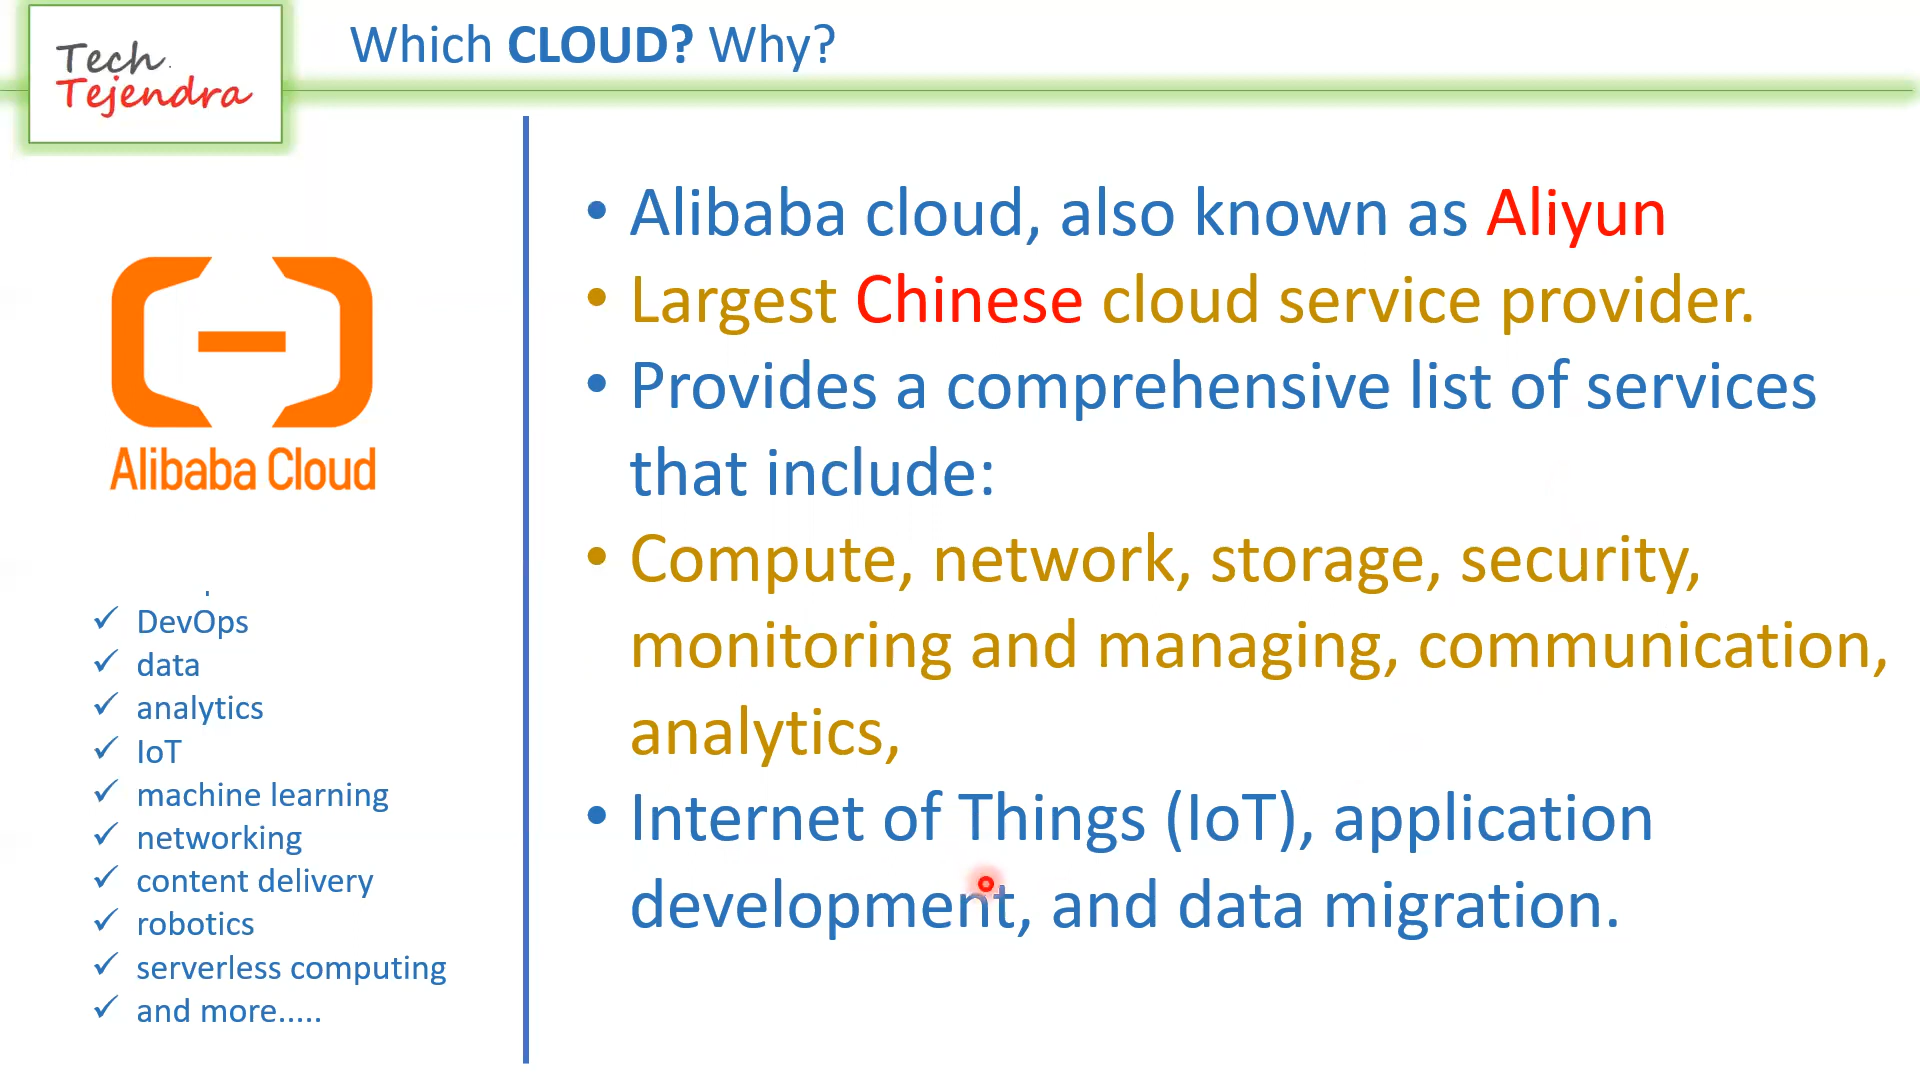 Tech
Tejendra
Which CLOUD? Why?
Alibaba Cloud
✓ DevOps
✓ data
✓ analytics
✓ IoT
✓ machine learning
✓ networking
✓ content delivery
✓ robotics
✓ serverless computing
✓ and more.....
• Alibaba cloud, also known as Aliyun
• Largest Chinese cloud service provider.
• Provides a comprehensive list of services
that include:
• Compute, network, storage, security,
monitoring and managing, communication,
analytics,
• Internet of Things (IoT), application
development, and data migration.